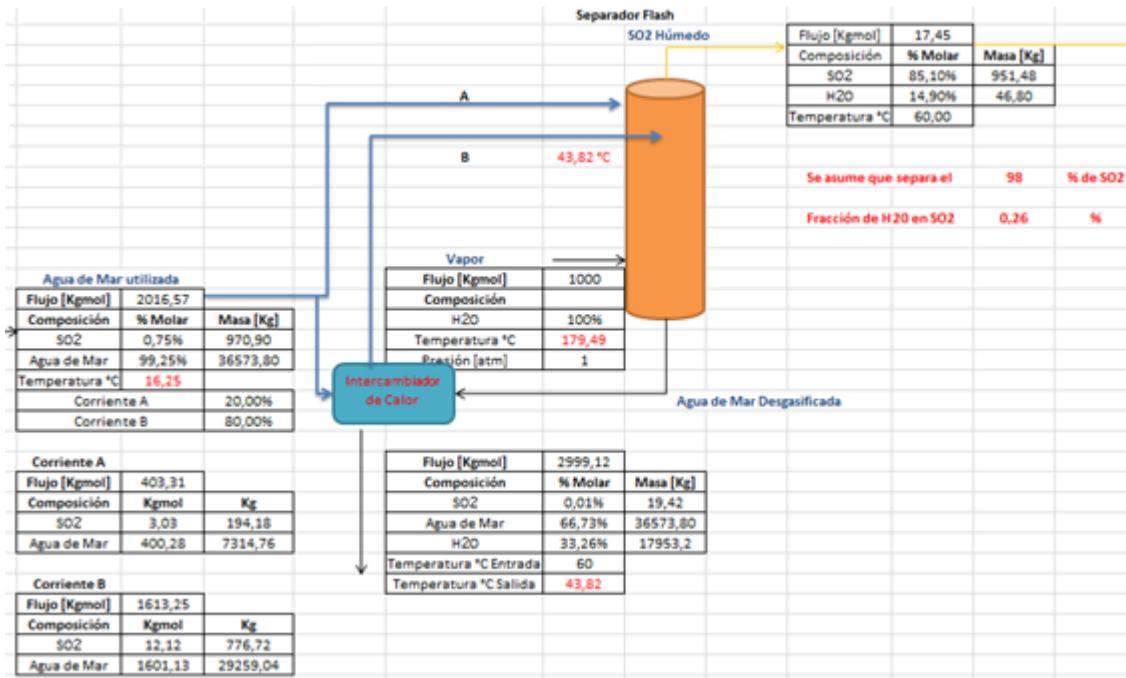 Separador Flash
SO2 Húmedo
Flujo [Kgmol] 17,45
Composición % Molar Masa [Kg]
SO2 85,10% 951,48
H2O 14,90% 46,80
Temperatura °C 60,00
A
B 43,82 °C
Se asume que separa el 98 % de SO2
Fracción de H20 en SO2 0,26 %
Vapor
Flujo [Kgmol] 1000
Composición
H2O 100%
Temperatura °C 179,49
Presión [atm] 1
Agua de Mar utilizada
Flujo [Kgmol] 2016,57
Composición % Molar Masa [Kg]
SO2 0,75% 970,90
Agua de Mar 99,25% 36573,80
Temperatura °C 16,25
Corriente A 20,00%
Corriente B 80,00%
Intercambiador
de Calor
Agua de Mar Desgasificada
Corriente A
Flujo [Kgmol] 403,31
Composición Kgmol Kg
SO2 3,03 194,18
Agua de Mar 400,28 7314,76
Flujo [Kgmol] 2999,12
Composición % Molar Masa [Kg]
SO2 0,01% 19,42
Agua de Mar 66,73% 36573,80
H2O 33,26% 17953,2
Temperatura °C Entrada 60
Temperatura °C Salida 43,82
Corriente B
Flujo [Kgmol] 1613,25
Composición Kgmol Kg
SO2 12,12 776,72
Agua de Mar 1601,13 29259,04